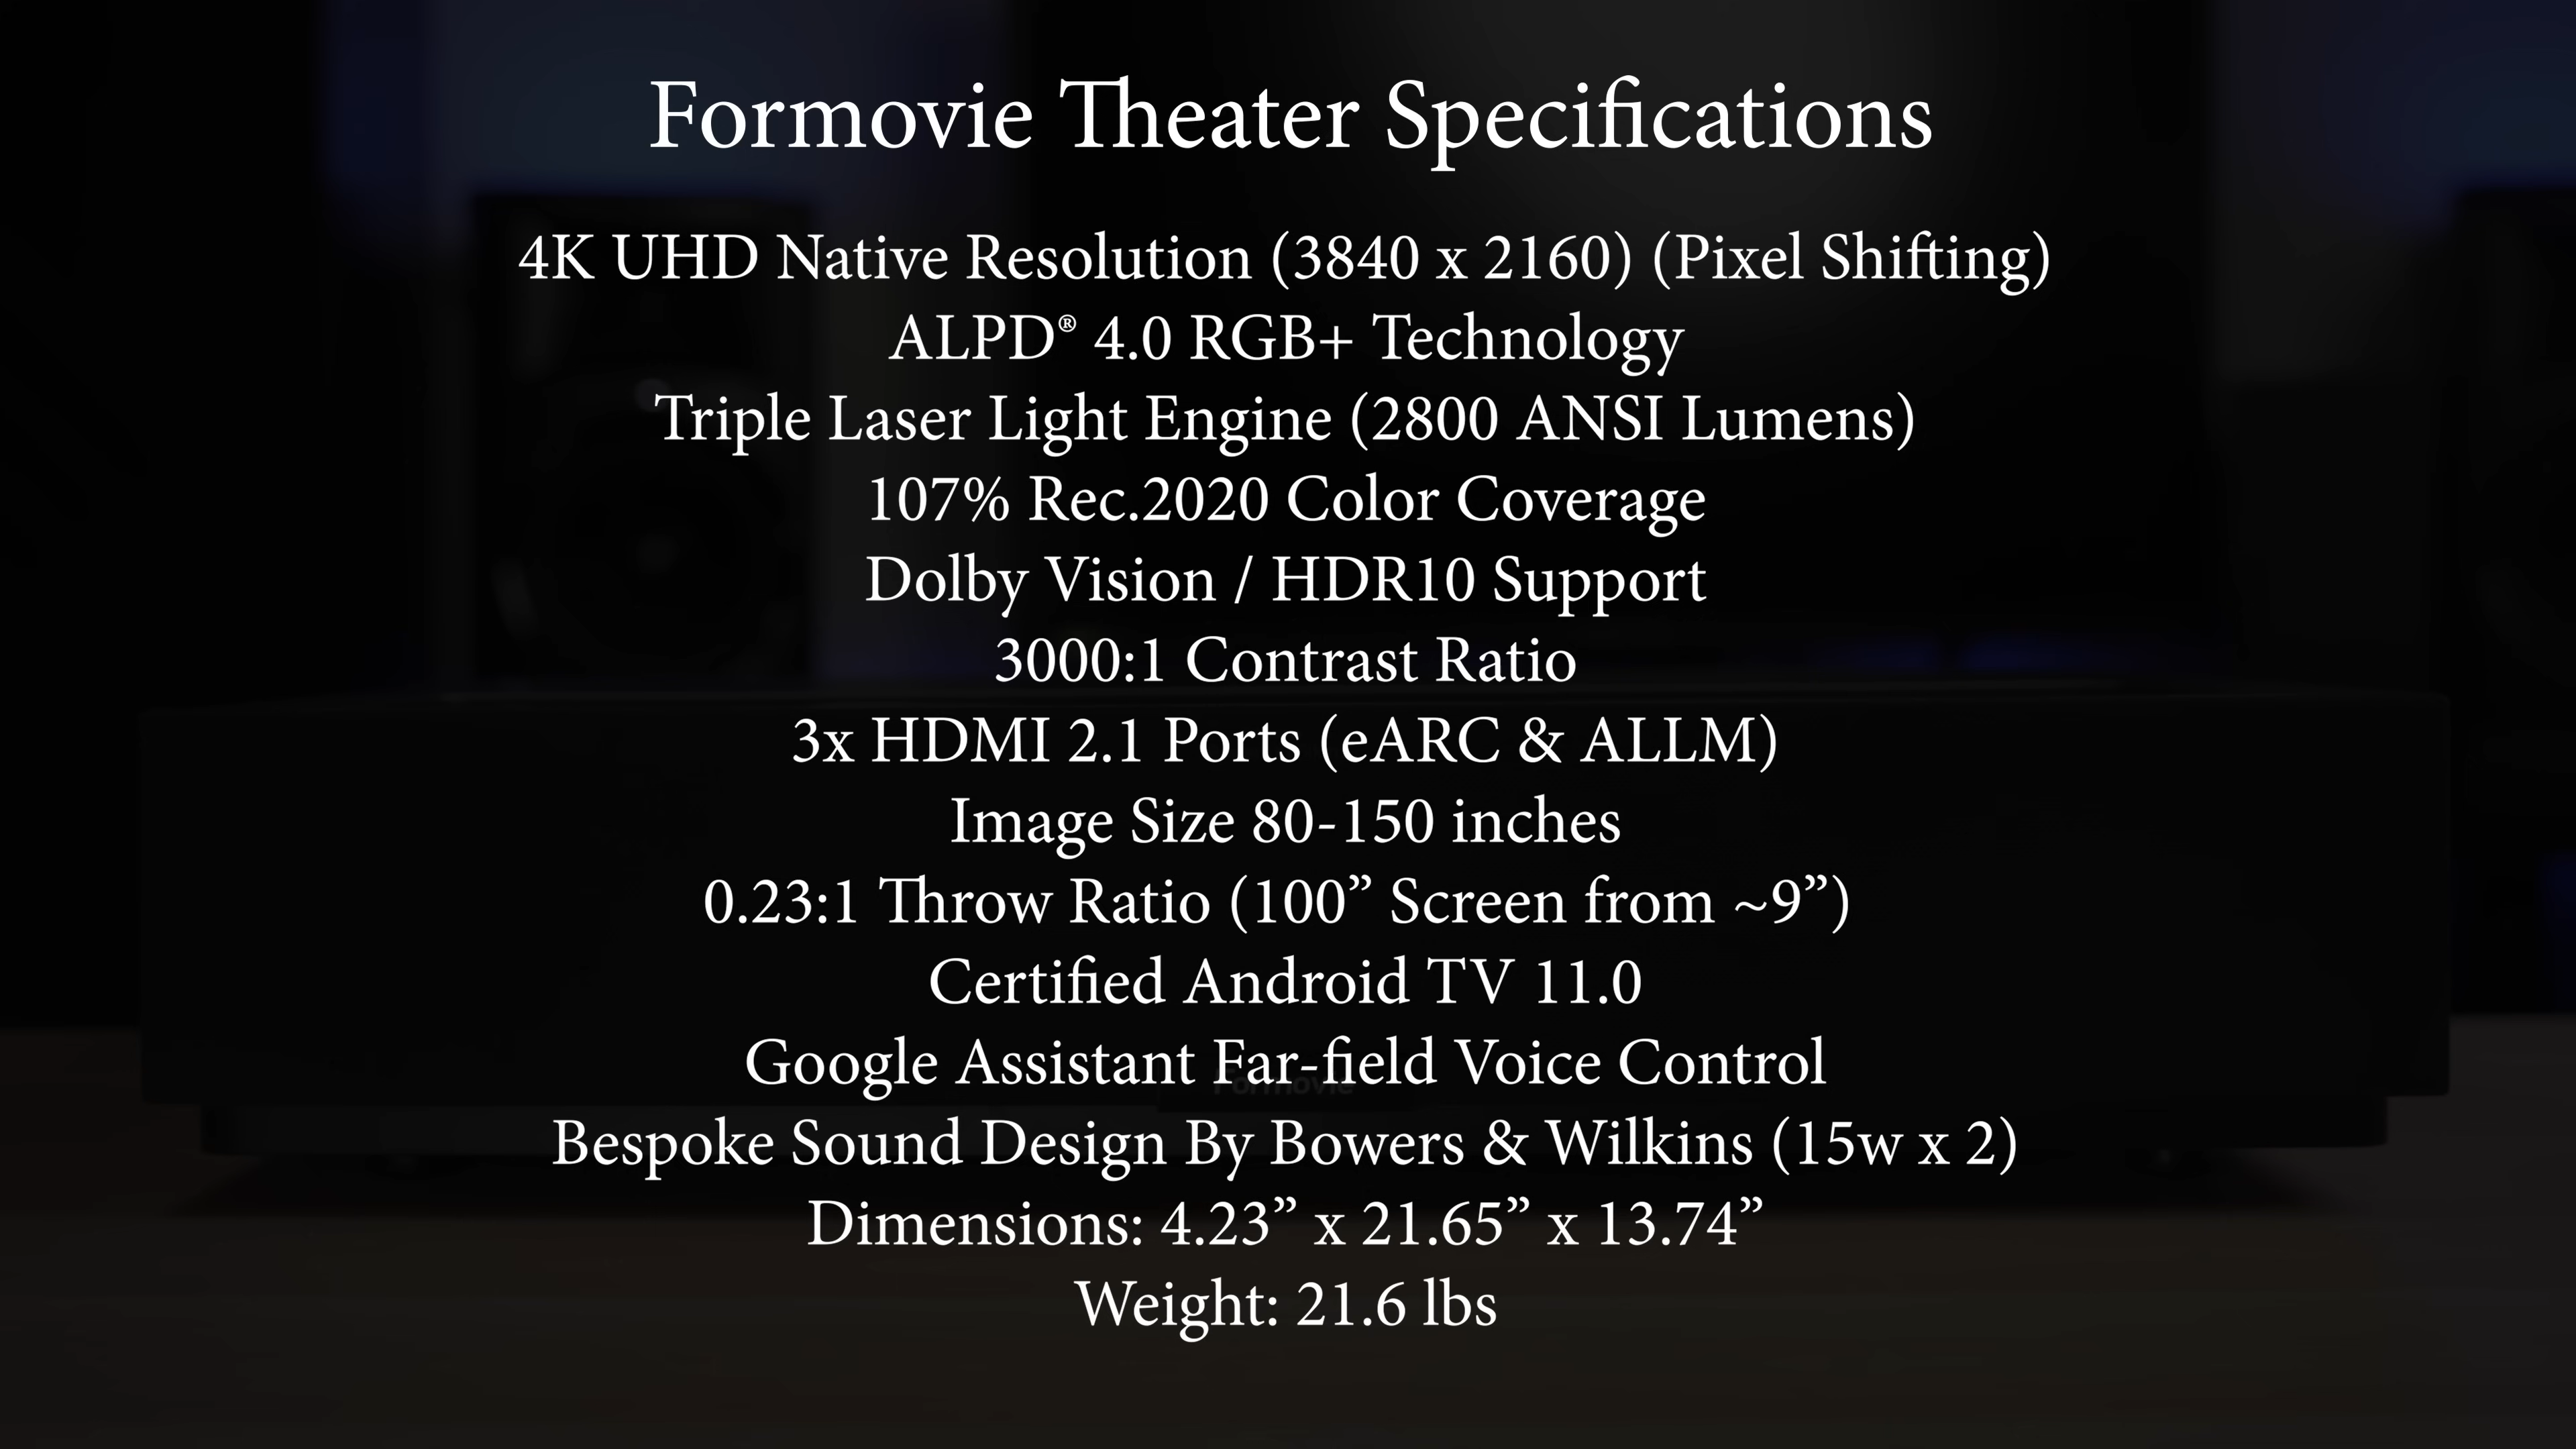 Formovie Theater Specifications
4K UHD Native Resolution (3840 x 2160) (Pixel Shifting)
ALPD® 4.0 RGB+ Technology
Triple Laser Light Engine (2800 ANSI Lumens)
107% Rec.2020 Color Coverage
Dolby Vision / HDR10 Support
3000:1 Contrast Ratio
3x HDMI 2.1 Ports (eARC & ALLM)
Image Size 80-150 inches
0.23:1 Throw Ratio (100” Screen from ~9”)
Certified Android TV 11.0
Google Assistant Far-field Voice Control
Formovie
Bespoke Sound Design By Bowers & Wilkins (15w x 2)
Dimensions: 4.23” x 21.65” x 13.74”
Weight: 21.6 lbs